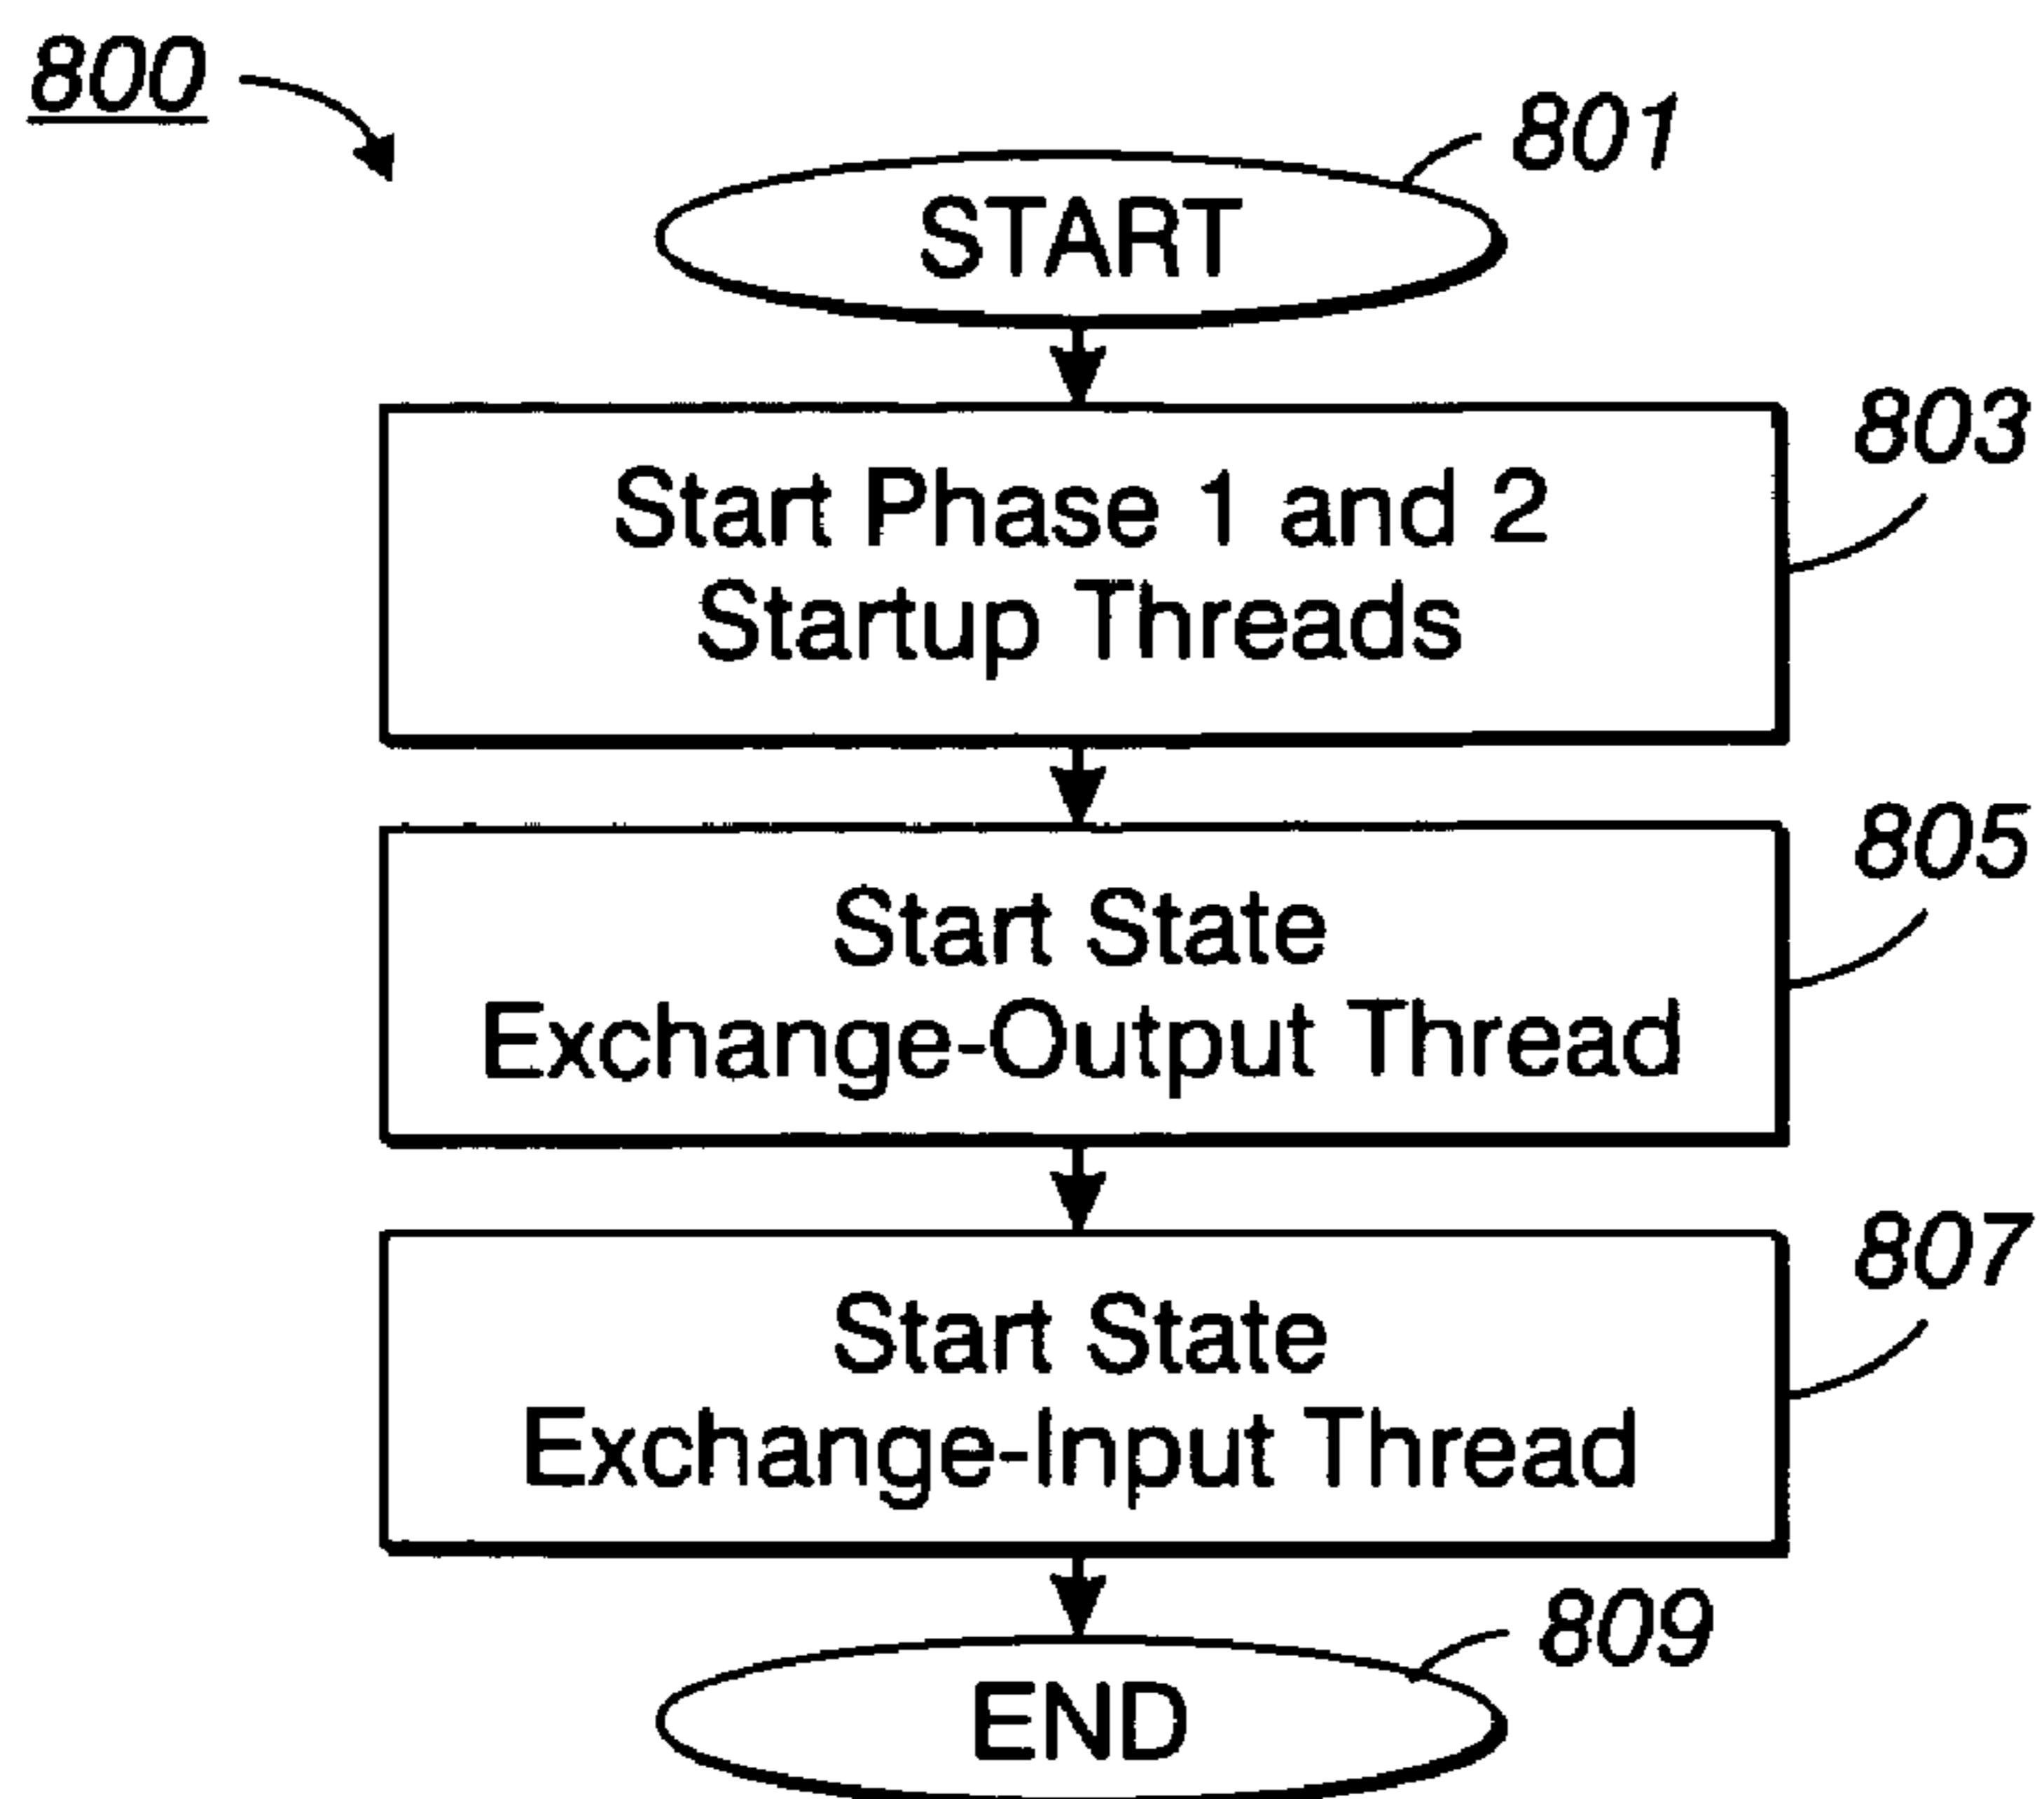 800
801
START
803
Start Phase 1 and 2
Startup Threads
805
Start State
Exchange-Output Thread
807
Start State
Exchange-Input Thread
809
END